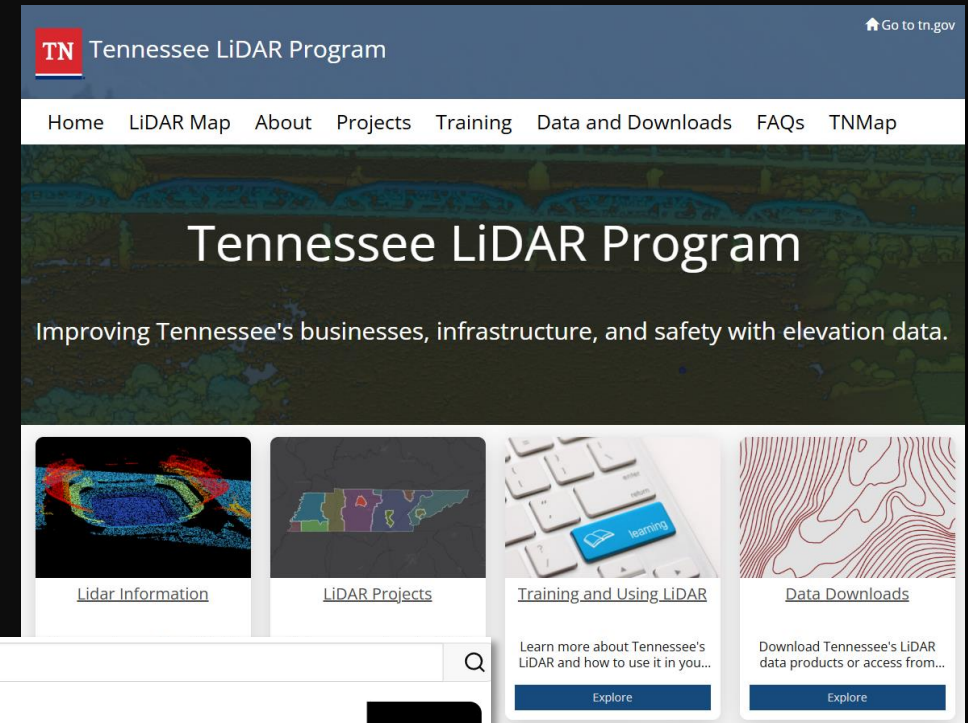 Go to tn.gov
TN Tennessee LiDAR Program
Home LiDAR Map About Projects Training Data and Downloads FAQs TNMap
Tennessee LiDAR Program
Improving Tennessee's businesses, infrastructure, and safety with elevation data.
enter
return
learning
Lidar Information
LiDAR Projects
Training and Using LiDAR
Data Downloads
Learn more about Tennessee's
LiDAR and how to use it in you...
Explore
Download Tennessee's LiDAR
data products or access from...
Explore